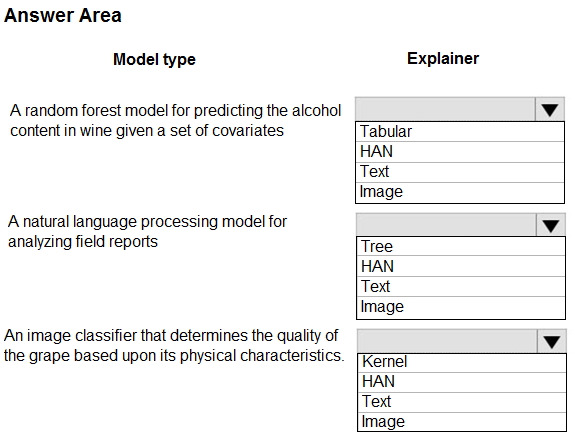 Answer Area
Model type
Explainer
A random forest model for predicting the alcohol
content in wine given a set of covariates
Tabular
HAN
Text
Image
A natural language processing model for
analyzing field reports
Tree
HAN
Text
Image
An image classifier that determines the quality of
the grape based upon its physical characteristics.
Kernel
HAN
Text
Image